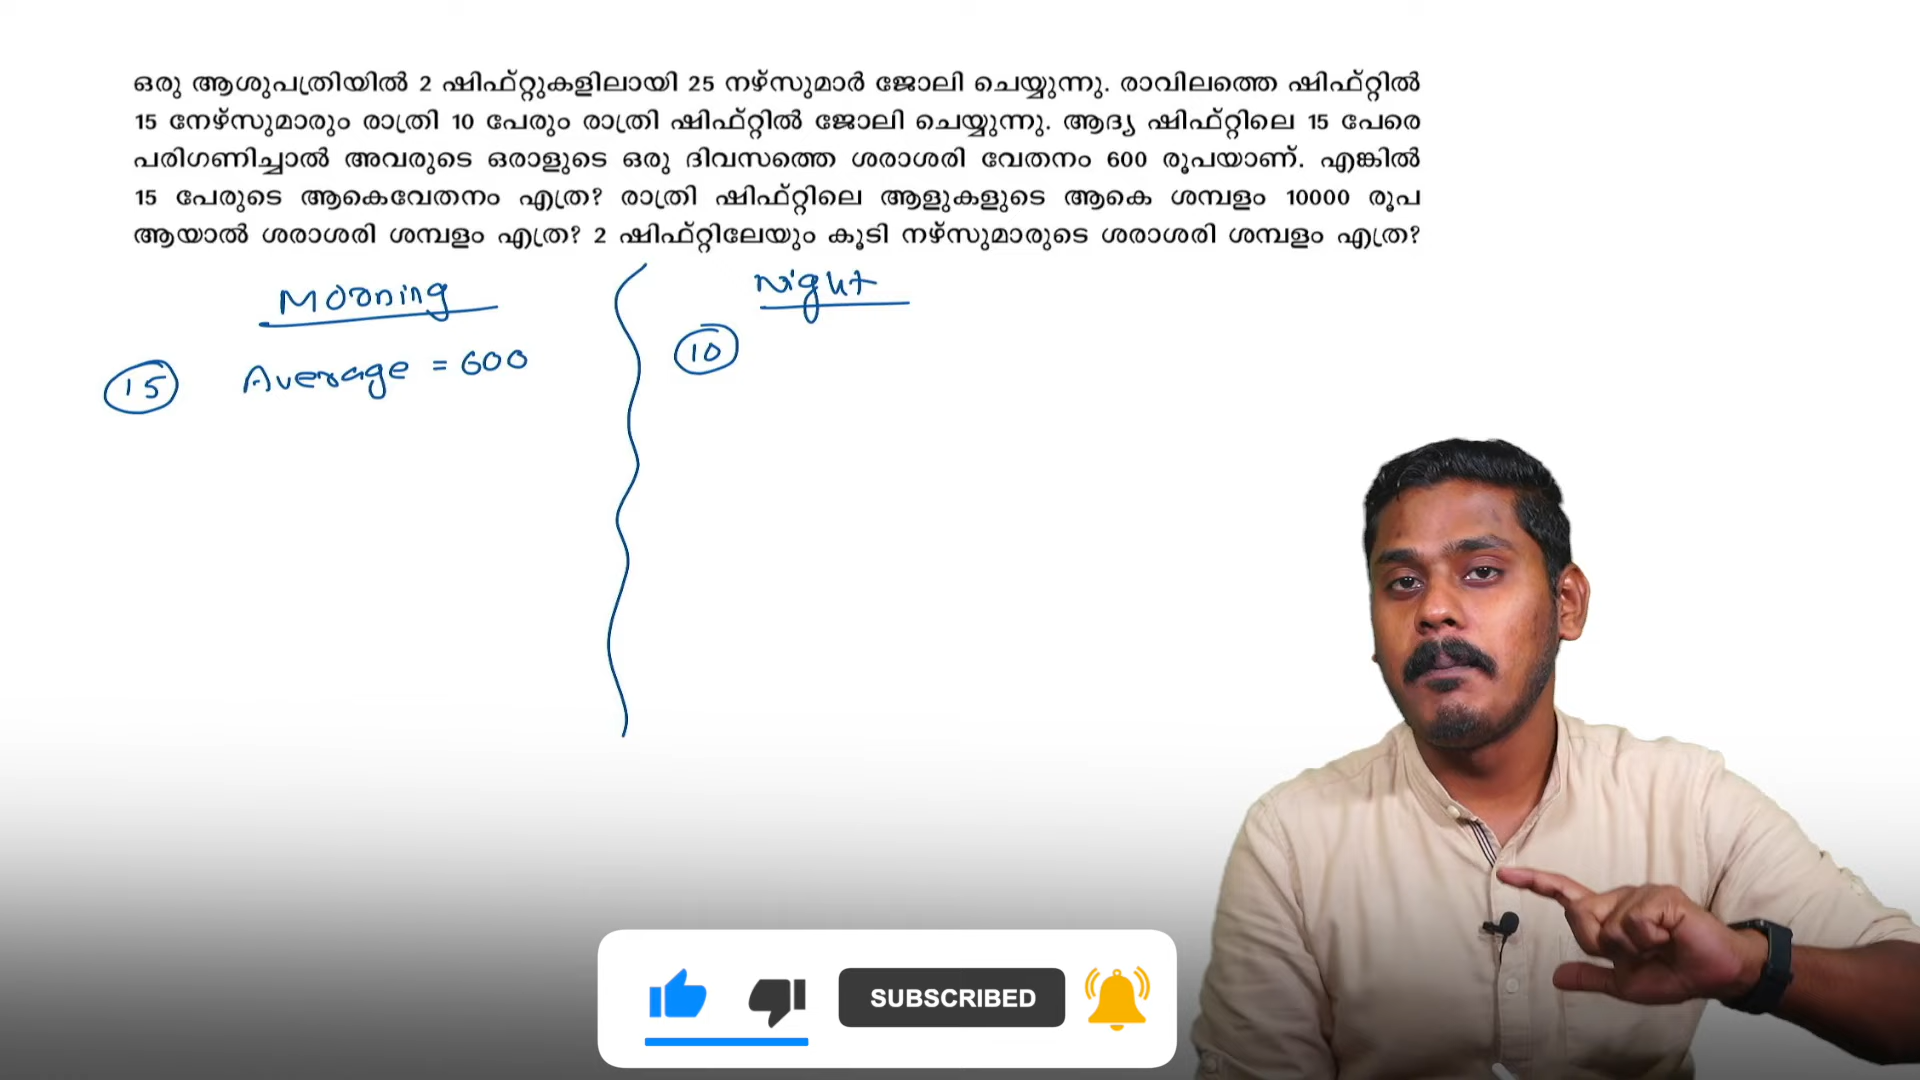 ഒരു ആശുപത്രിയിൽ 2 ഷിഫ്റ്റുകളിലായി 25 നഴ്സുമാർ ജോലി ചെയ്യുന്നു. രാവിലത്തെ ഷിഫ്റ്റിൽ
15 നേഴ്സുമാരും രാത്രി 10 പേരും രാത്രി ഷിഫ്റ്റിൽ ജോലി ചെയ്യുന്നു. ആദ്യ ഷിഫ്റ്റിലെ 15 പേരെ
പരിഗണിച്ചാൽ അവരുടെ ഒരാളുടെ ഒരു ദിവസത്തെ ശരാശരി വേതനം 600 രൂപയാണ്. എങ്കിൽ
15 പേരുടെ ആകെവേതനം എത്ര? രാത്രി ഷിഫ്റ്റിലെ ആളുകളുടെ ആകെ ശമ്പളം 10000 രൂപ
ആയാൽ ശരാശരി ശമ്പളം എത്ര? 2 ഷിഫ്റ്റിലേയും കൂടി നഴ്സുമാരുടെ ശരാശരി ശമ്പളം എത്ര?
Morning
Night
15 Average = 600
10
SUBSCRIBED